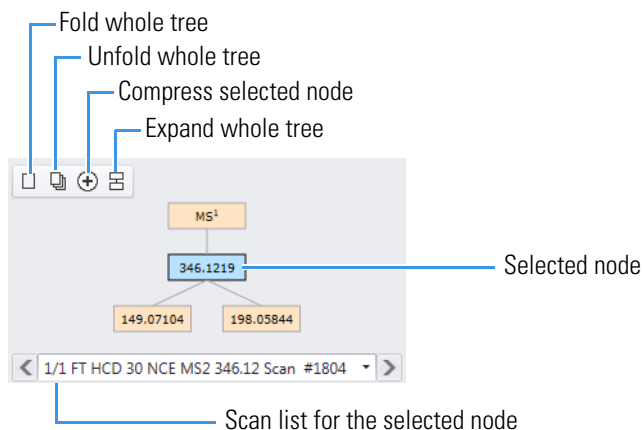 Fold whole tree
Unfold whole tree
Compress selected node
Expand whole tree
MS¹
346.1219
Selected node
149.07104
198.05844
1/1 FT HCD 30 NCE MS2 346.12 Scan #1804
Scan list for the selected node